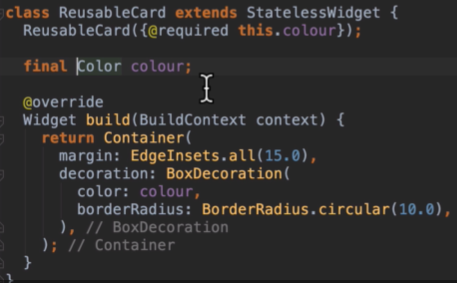 class ReusableCard extends StatelessWidget {
ReusableCard({@required this.colour});
final Color colour;
@override
Widget build(BuildContext context) {
return Container(
margin: EdgeInsets.all(15.0),
decoration: BoxDecoration(
color: colour,
borderRadius: BorderRadius.circular(10.0),
), // BoxDecoration
); // Container
}
}